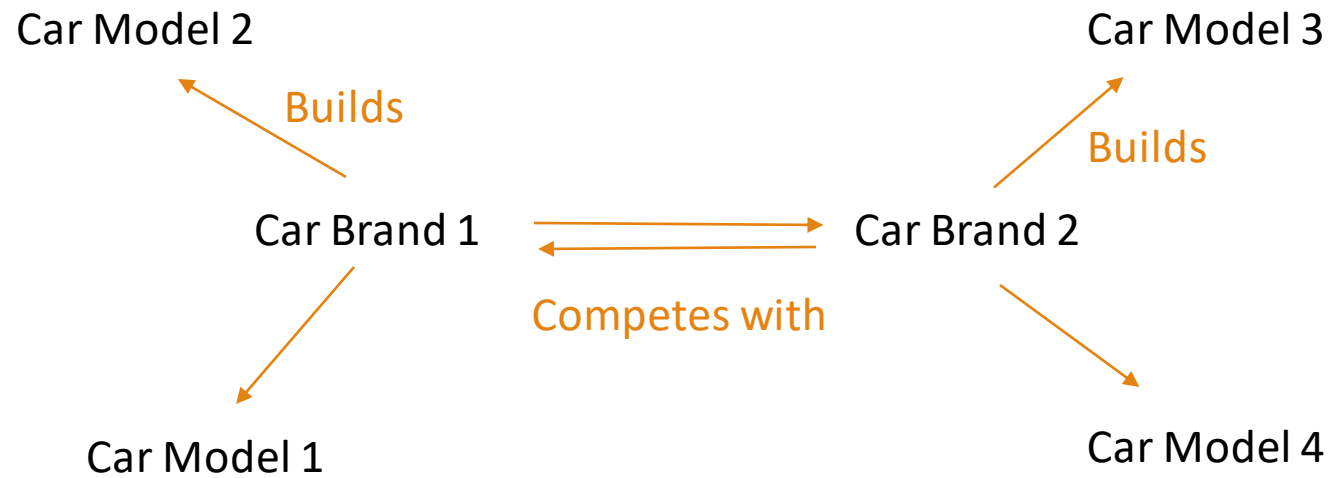 Car Model 2
Car Model 3
Builds
Builds
Car Brand 1
Car Brand 2
Competes with
Car Model 1
Car Model 4